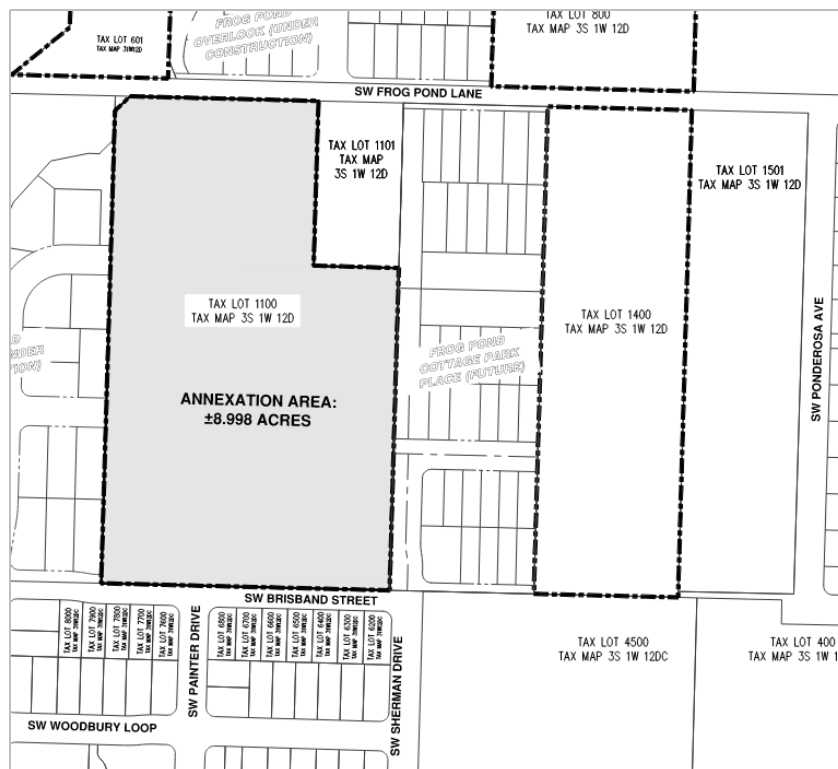 TAX LOT 601
TAX MAP 3W12D
FROG POND
OVERLOOK (UNDER
CONSTRUCTION)
TAX LOT 800
TAX MAP 3S 1W 12D
SW FROG POND LANE
TAX LOT 1101
TAX MAP
3S 1W 12D
TAX LOT 1501
TAX MAP 3S 1W 12D
TAX LOT 1100
TAX MAP 3S 1W 12D
TAX LOT 1400
TAX MAP 3S 1W 12D
FROG POND
COTTAGE PARK
PLACE (FUTURE)
SW PONDEROSA AVE
ANNEXATION AREA:
±8.998 ACRES
SW BRISBAND STREET
TAX LOT 8000
TAX LOT 7900
TAX LOT 7800
TAX LOT 7700
TAX LOT 7600
SW PAINTER DRIVE
TAX LOT 6800
TAX LOT 6700
TAX LOT 6600
TAX LOT 6500
TAX LOT 6400
TAX LOT 6300
TAX LOT 6200
SW SHERMAN DRIVE
TAX LOT 4500
TAX MAP 3S 1W 12DC
TAX LOT 400
TAX MAP 3S 1W 1
SW WOODBURY LOOP